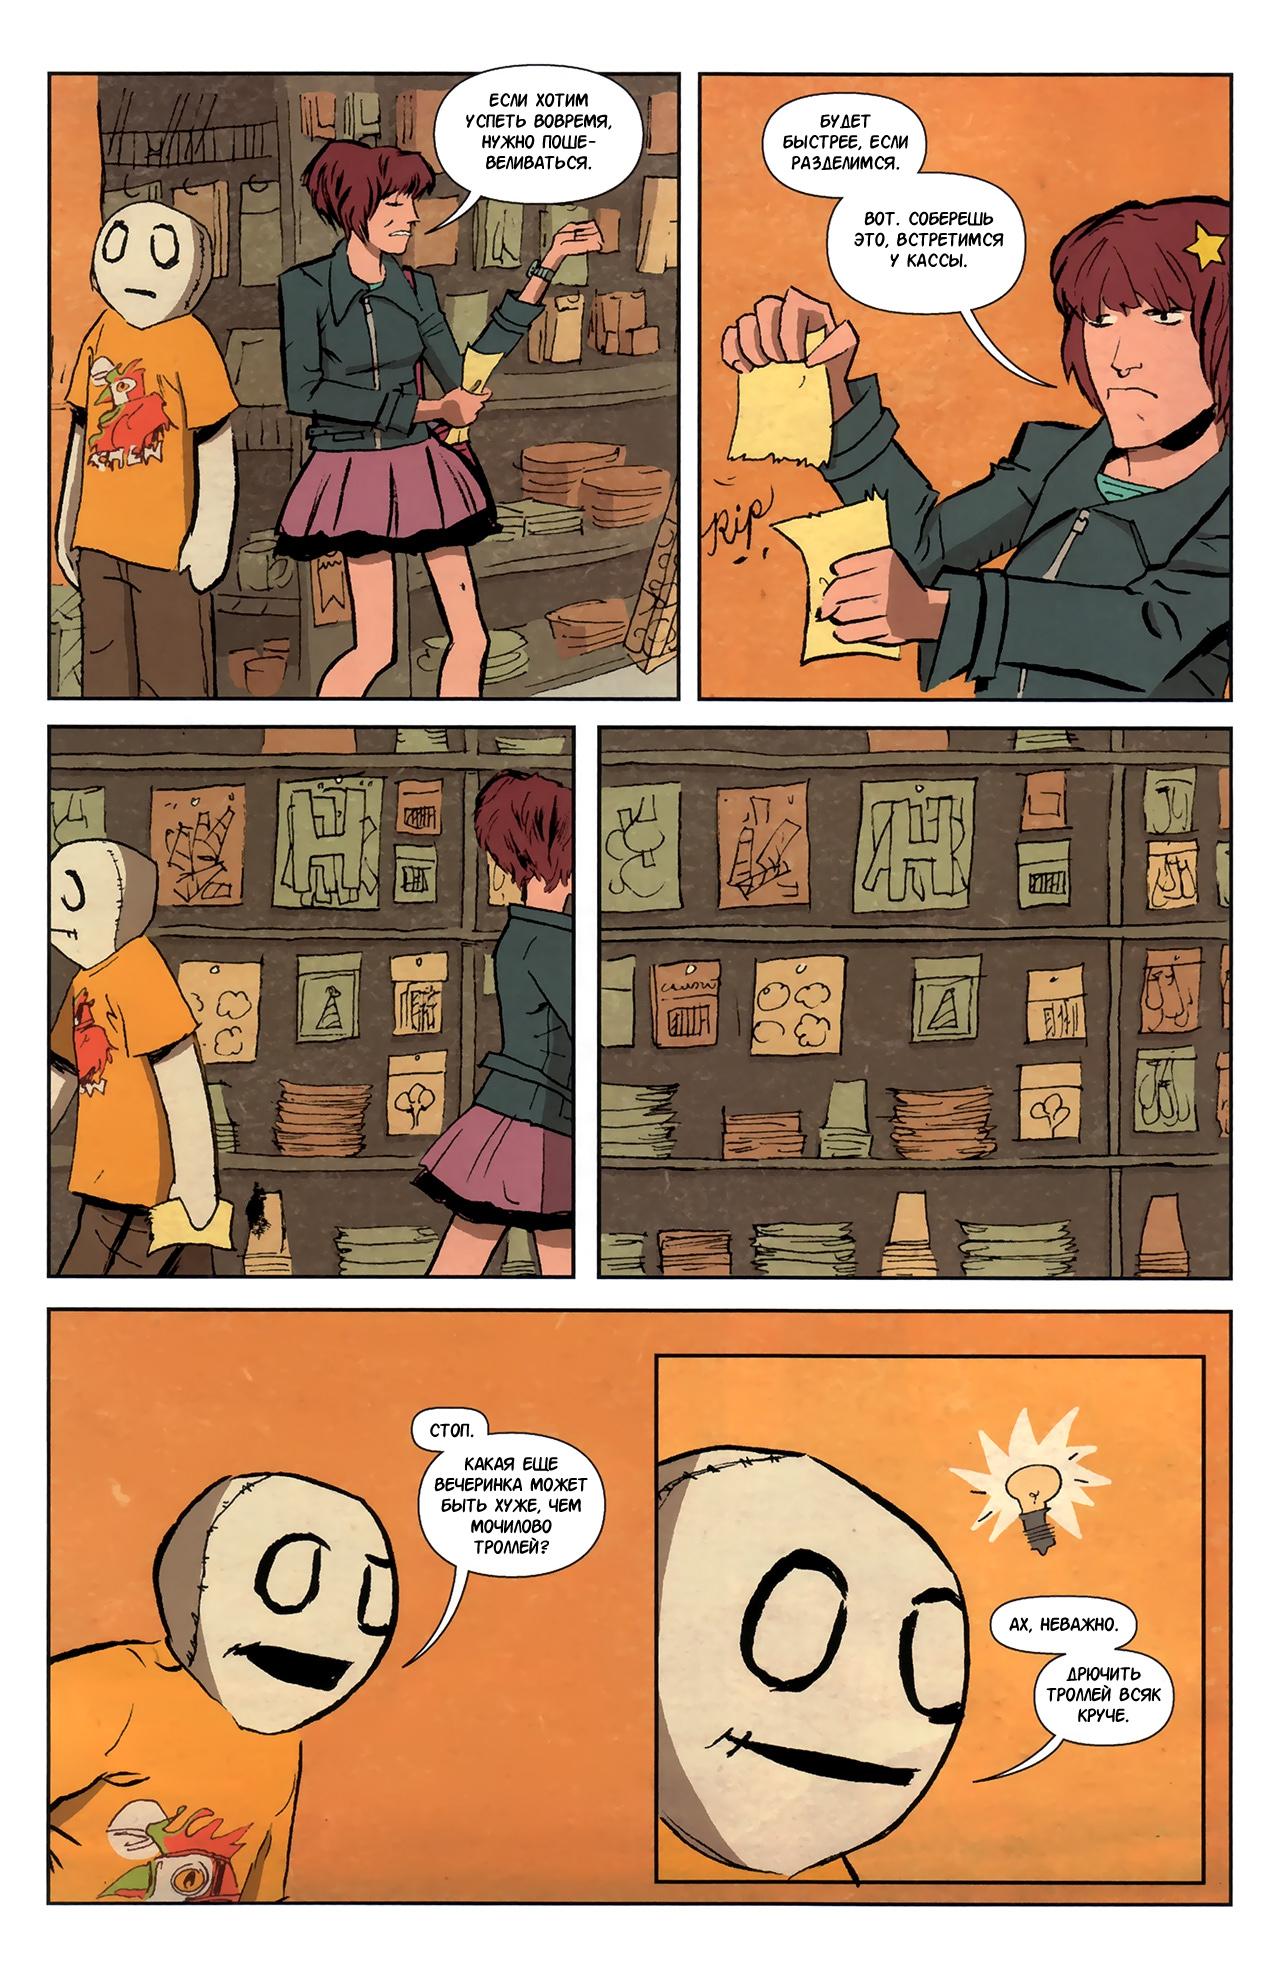 ЕСЛИ ХОТИМ
УСПЕТЬ ВОВРЕМЯ,
НУЖНО ПОШЕ-
ВЕЛИВАТЬСЯ.
БУДЕТ
БЫСТРЕЕ, ЕСЛИ
РАЗДЕЛИМСЯ.
ВОТ. СОБЕРЕШЬ
ЭТО, ВСТРЕТИМСЯ
У КАССЫ.
Rip
СТОП.
КАКАЯ ЕЩЕ
ВЕЧЕРИНКА МОЖЕТ
БЫТЬ ХУЖЕ, ЧЕМ
МОЧИЛОВО
ТРОЛЛЕЙ?
АХ, НЕВАЖНО.
ДРЮЧИТЬ
ТРОЛЛЕЙ ВСЯК
КРУЧЕ.